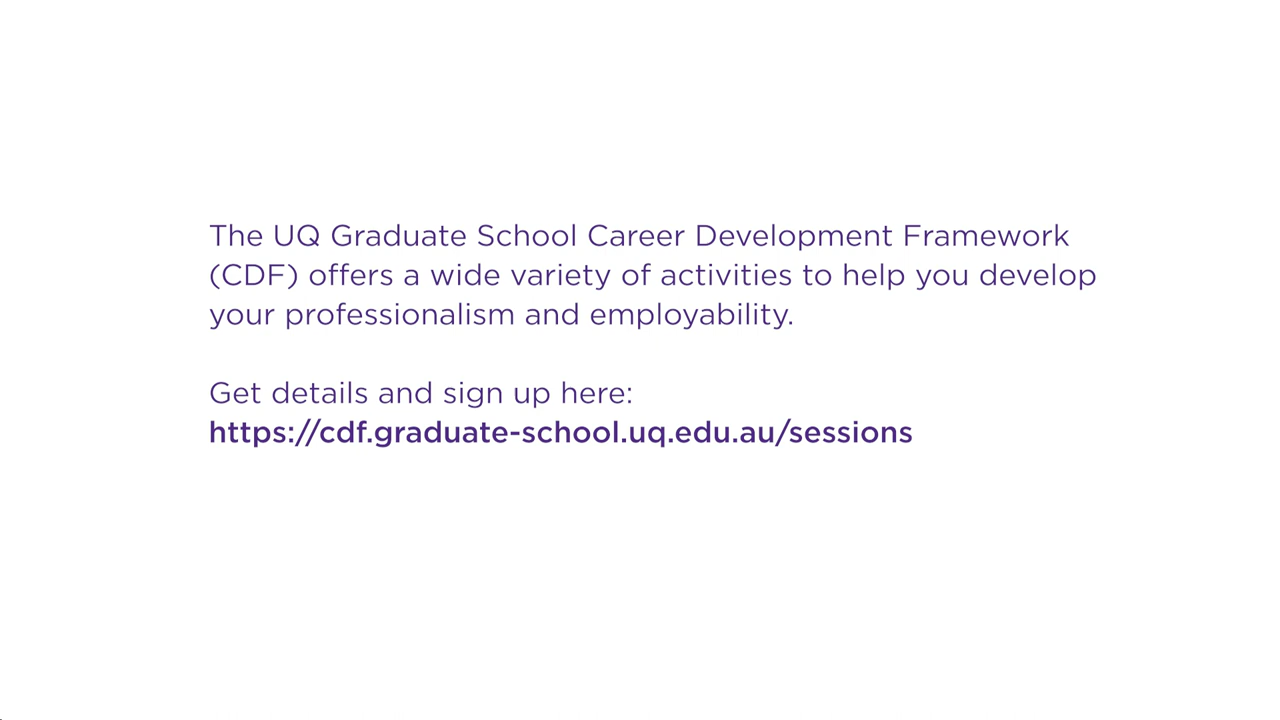 The UQ Graduate School Career Development Framework
(CDF) offers a wide variety of activities to help you develop
your professionalism and employability.
Get details and sign up here:
https://cdf.graduate-school.uq.edu.au/sessions